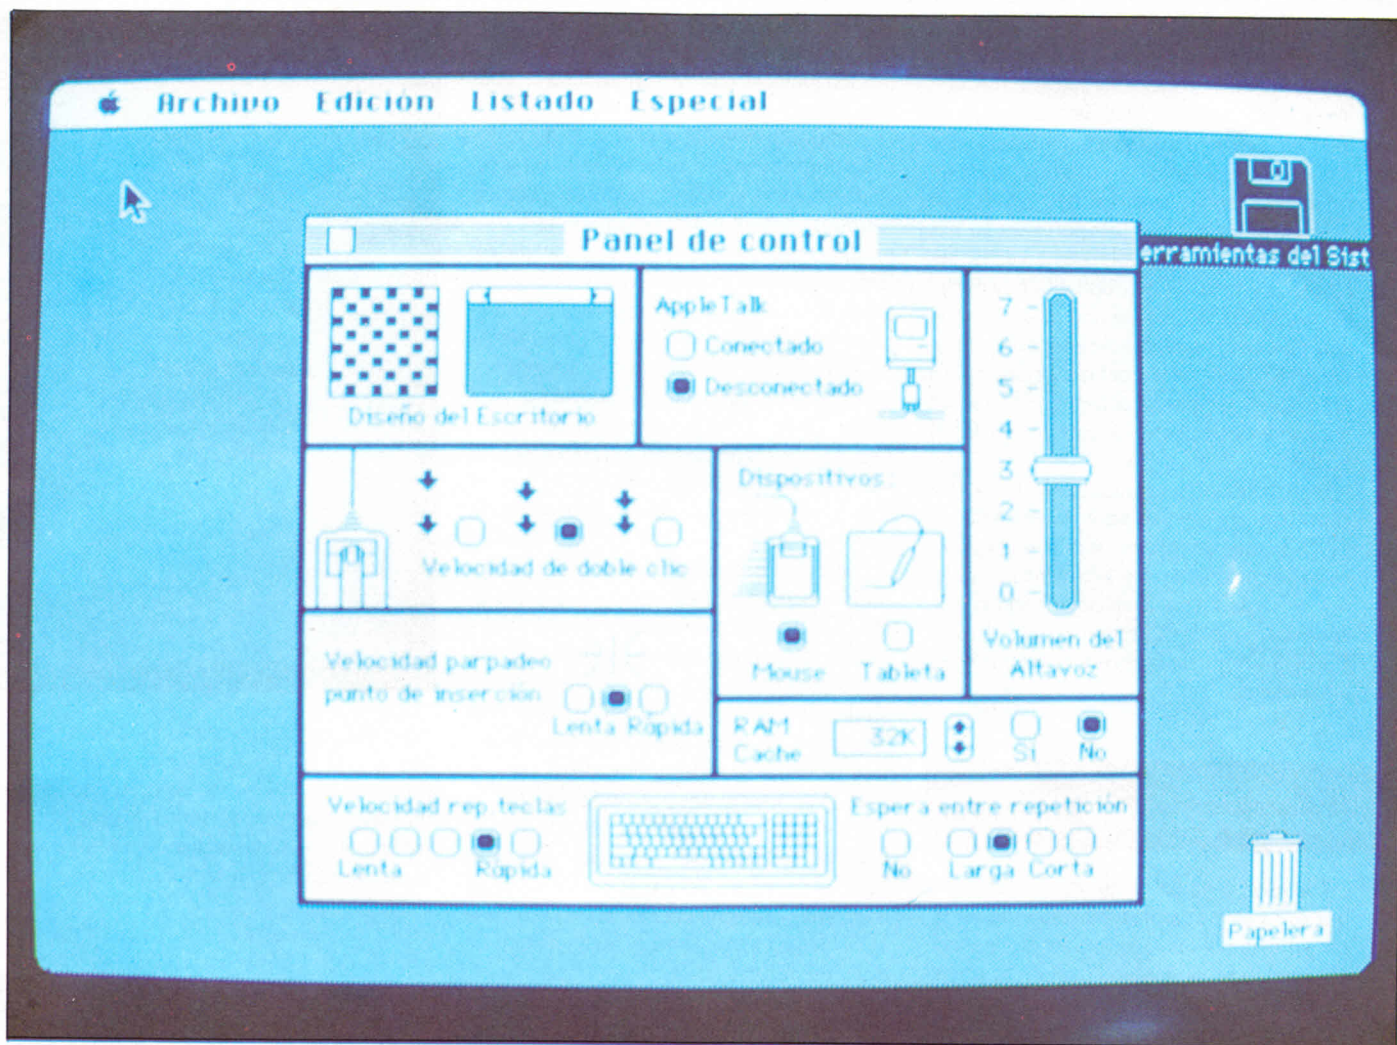 Archivo Edición Listado Especial
erramientas del Sist
Panel de control
Diseño del Escritorio
AppleTalk
Conectado
Desconectado
7
6
5
4
3
2
1
0
Volumen del
Altavoz
Velocidad de doble clic
Dispositivos:
Mouse Tableta
Velocidad parpadeo
punto de inserción
Lenta Rápida
RAM
Cache
32K
Sí No
Velocidad rep teclas
Lenta Rápida
Espera entre repetición
No Larga Corta
Papelera